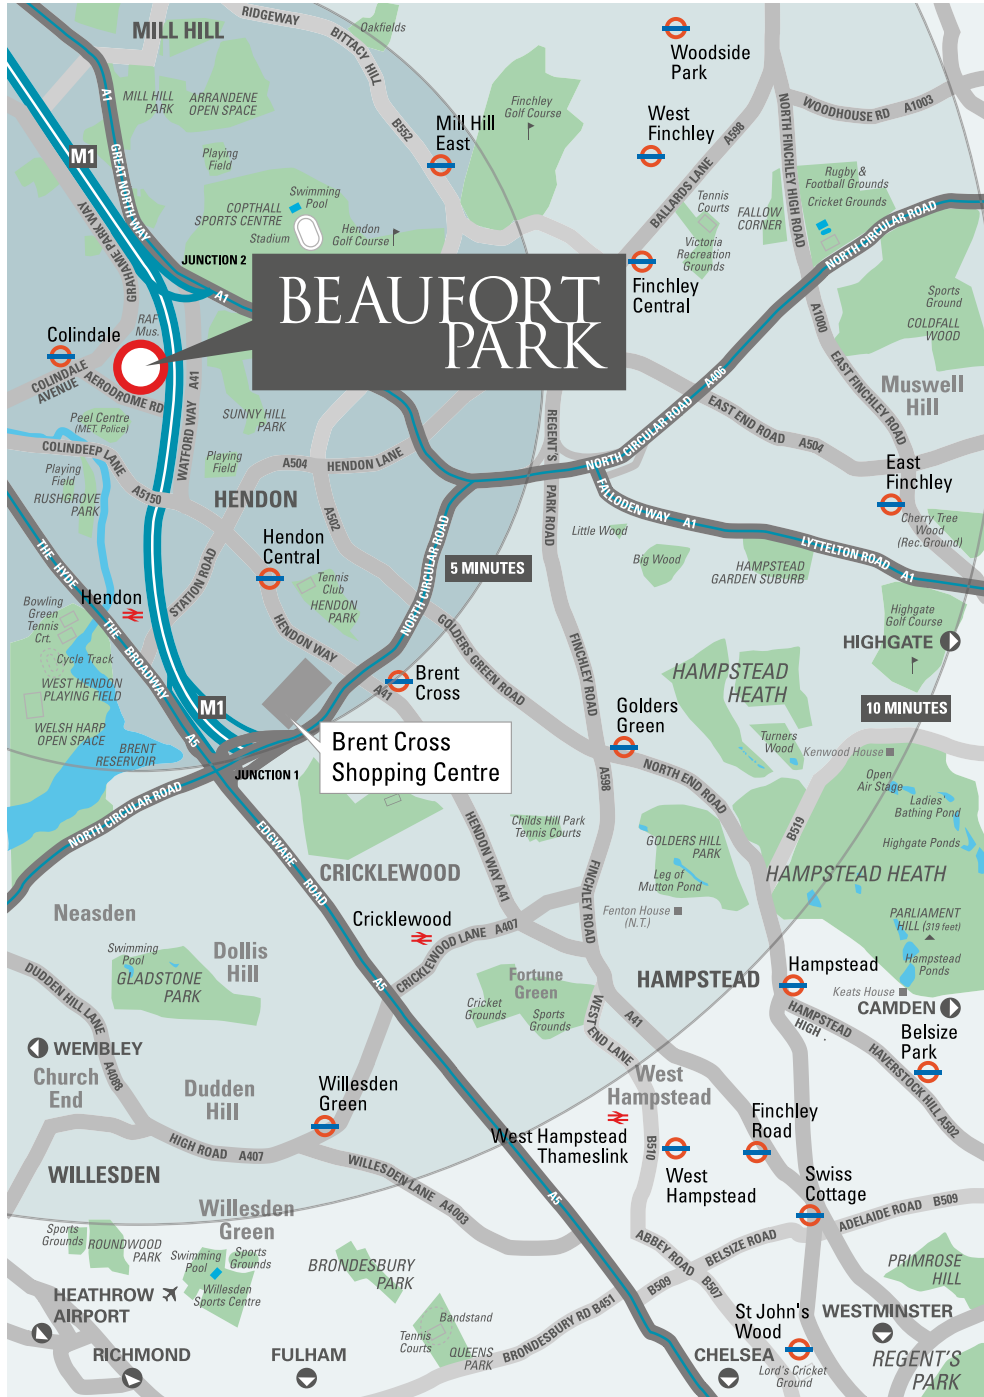 MILL HILL
RIDGEWAY
Oakfields
BITTACY HILL
Woodside
Park
A1
MILL HILL
PARK
ARRANDENE
OPEN SPACE
Finchley
Golf Course
WOODHOUSE RD A1003
B552
Mill Hill
East
West
Finchley
A598
NORTH FINCHLEY HIGH ROAD
M1
GREAT NORTH WAY
Playing
Field
BALLARDS LANE
Rugby &
Football Grounds
Cricket Grounds
Swimming
Pool
COPTHALL
SPORTS CENTRE
Stadium
Hendon
Golf Course
Tennis
Courts
FALLOW
CORNER
NORTH CIRCULAR ROAD
GRAHAME PARK WAY
JUNCTION 2
Victoria
Recreation
Grounds
A1
BEAUFORT
PARK
Finchley
Central
Sports
Ground
COLDFALL
WOOD
A1000
RAF
Mus.
Colindale
COLINDALE
AVENUE
AERODROME RD
A41
WATFORD WAY
A406
EAST FINCHLEY ROAD
Muswell
Hill
Peel Centre
(MET. Police)
SUNNY HILL
PARK
REGENT'S
PARK ROAD
EAST END ROAD A504
COLINDEEP LANE
Playing
Field
A504 HENDON LANE
NORTH CIRCULAR ROAD
East
Finchley
Playing
Field
RUSHGROVE
PARK
A5150
HENDON
A502
FALLODEN WAY A1
LYTTELTON ROAD A1
Cherry Tree
Wood
(Rec.Ground)
Hendon
Central
Little Wood
Big Wood
HAMPSTEAD
GARDEN SUBURB
THE HYDE
STATION ROAD
5 MINUTES
NORTH CIRCULAR ROAD
Hendon
Tennis
Club
HENDON
PARK
Bowling
Green
Tennis
Crt.
Highgate
Golf Course
HIGHGATE
THE BROADWAY
HENDON WAY
GOLDERS GREEN ROAD
FINCHLEY ROAD
Cycle Track
WEST HENDON
PLAYING FIELD
Brent
Cross
A41
HAMPSTEAD
HEATH
10 MINUTES
M1
Golders
Green
WELSH HARP
OPEN SPACE
BRENT
RESERVOIR
A5
Brent Cross
Shopping Centre
Turners
Wood
Kenwood House
JUNCTION 1
A598
NORTH END ROAD
Open
Air Stage
Ladies'
Bathing Pond
NORTH CIRCULAR ROAD
EDGWARE ROAD
HENDON WAY A41
Childs Hill Park
Tennis Courts
B519
GOLDERS HILL
PARK
Highgate Ponds
CRICKLEWOOD
Leg of
Mutton Pond
HAMPSTEAD HEATH
Neasden
Cricklewood
FINCHLEY ROAD
Fenton House
(N.T.)
PARLIAMENT
HILL (319 feet)
Swimming
Pool
GLADSTONE
PARK
Dollis
Hill
CRICKLEWOOD LANE A407
Fortune
Green
HAMPSTEAD
Hampstead
Hampstead
Ponds
DUDDEN HILL LANE
A5
Cricket
Grounds
Sports
Grounds
Keats House
CAMDEN
WEST END LANE
A41
HAMPSTEAD
HIGH .
HAVERSTOCK HILL A502
Belsize
Park
WEMBLEY
A4088
Church
End
Dudden
Hill
Willesden
Green
West
Hampstead
Finchley
Road
West Hampstead
Thameslink
B510
West
Hampstead
HIGH ROAD A407
WILLESDEN
WILLESDEN LANE A4003
A5
Swiss
Cottage
Willesden
Green
ADELAIDE ROAD B509
Sports
Grounds
ROUNDWOOD
PARK
Swimming
Pool
Sports
Grounds
Willesden
Sports Centre
ABBEY ROAD
BELSIZE ROAD
B509
B507
BRONDESBURY
PARK
PRIMROSE
HILL
HEATHROW
AIRPORT
Bandstand
Tennis
Courts
QUEENS
PARK
BRONDESBURY RD B451
St John's
Wood
WESTMINSTER
RICHMOND
FULHAM
CHELSEA
Lord's Cricket
Ground
REGENT'S
PARK